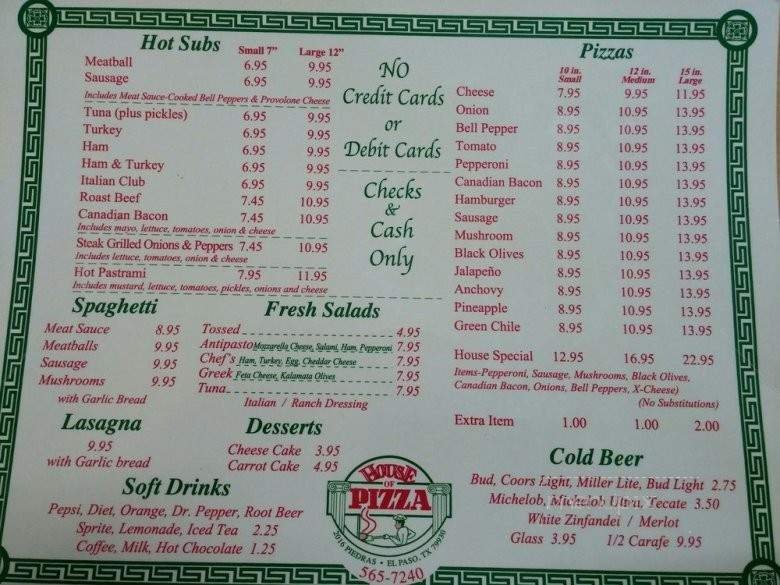 Hot Subs
Small 7" Large 12"
Meatball 6.95 9.95
Sausage 6.95 9.95
Includes Meat Sauce-Cooked Bell Peppers & Provolone Cheese
Tuna (plus pickles) 6.95 9.95
Turkey 6.95 9.95
Ham 6.95 9.95
Ham & Turkey 6.95 9.95
Italian Club 6.95 9.95
Roast Beef 7.45 10.95
Canadian Bacon 7.45 10.95
Includes mayo, lettuce, tomatoes, onion & cheese
Steak Grilled Onions & Peppers 7.45 10.95
Includes lettuce, tomatoes, onion & cheese
Hot Pastrami 7.95 11.95
Includes mustard, lettuce, tomatoes, pickles, onions and cheese
NO
Credit Cards
or
Debit Cards
Checks
&
Cash
Only
Pizzas
10 in. 12 in. 15 in.
Small Medium Large
Cheese 7.95 9.95 11.95
Onion 8.95 10.95 13.95
Bell Pepper 8.95 10.95 13.95
Tomato 8.95 10.95 13.95
Pepperoni 8.95 10.95 13.95
Canadian Bacon 8.95 10.95 13.95
Hamburger 8.95 10.95 13.95
Sausage 8.95 10.95 13.95
Mushroom 8.95 10.95 13.95
Black Olives 8.95 10.95 13.95
Jalapeño 8.95 10.95 13.95
Anchovy 8.95 10.95 13.95
Pineapple 8.95 10.95 13.95
Green Chile 8.95 10.95 13.95
House Special 12.95 16.95 22.95
Items-Pepperoni, Sausage, Mushrooms, Black Olives,
Canadian Bacon, Onions, Bell Peppers, X-Cheese)
(No Substitutions)
Extra Item 1.00 1.00 2.00
Spaghetti
Meat Sauce 8.95
Meatballs 9.95
Sausage 9.95
Mushrooms 9.95
with Garlic Bread
Fresh Salads
Tossed 4.95
Antipasto Mozzarella Cheese, Salami, Ham, Pepperoni 7.95
Chef's Ham, Turkey, Egg, Cheddar Cheese 7.95
Greek Feta Cheese, Kalamata Olives 7.95
Tuna 7.95
Italian / Ranch Dressing
Lasagna
9.95
with Garlic bread
Desserts
Cheese Cake 3.95
Carrot Cake 4.95
Soft Drinks
Pepsi, Diet, Orange, Dr. Pepper, Root Beer
Sprite, Lemonade, Iced Tea 2.25
Coffee, Milk, Hot Chocolate 1.25
HOUSE
OF
PIZZA
2016 PIEDRAS • EL PASO, TX 79930
565-7240
Cold Beer
Bud, Coors Light, Miller Lite, Bud Light 2.75
Michelob, Michelob Ultra, Tecate 3.50
White Zinfandel / Merlot
Glass 3.95 1/2 Carafe 9.95